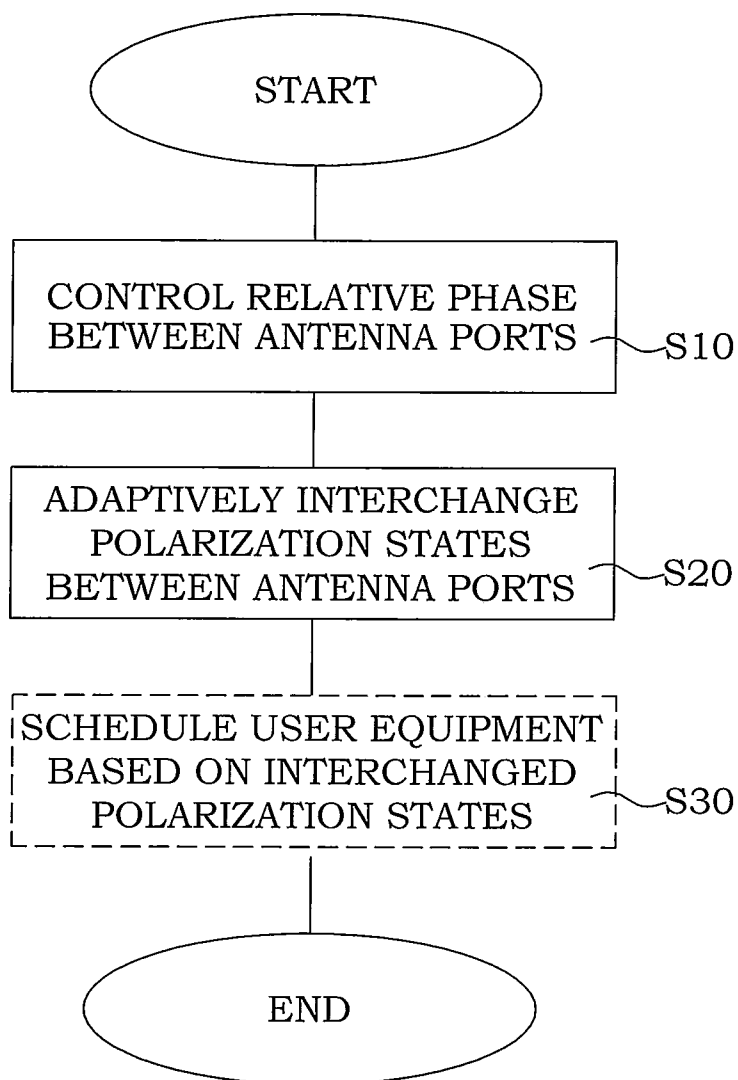 START
CONTROL RELATIVE PHASE
BETWEEN ANTENNA PORTS
S10
ADAPTIVELY INTERCHANGE
POLARIZATION STATES
BETWEEN ANTENNA PORTS
S20
SCHEDULE USER EQUIPMENT
BASED ON INTERCHANGED
POLARIZATION STATES
S30
END